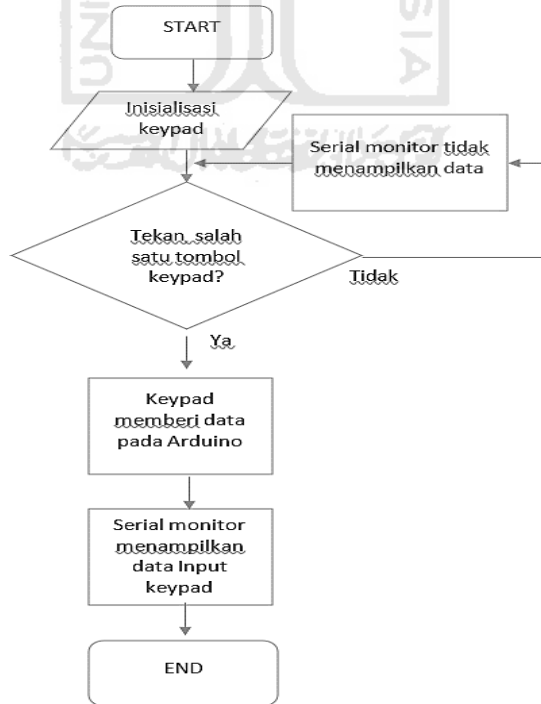 START
Inisialisasi
keypad
Serial monitor tidak
menampilkan data
Tekan salah
satu tombol
keypad?
Tidak
Ya
Keypad
memberi data
pada Arduino
Serial monitor
menampilkan
data Input
keypad
END